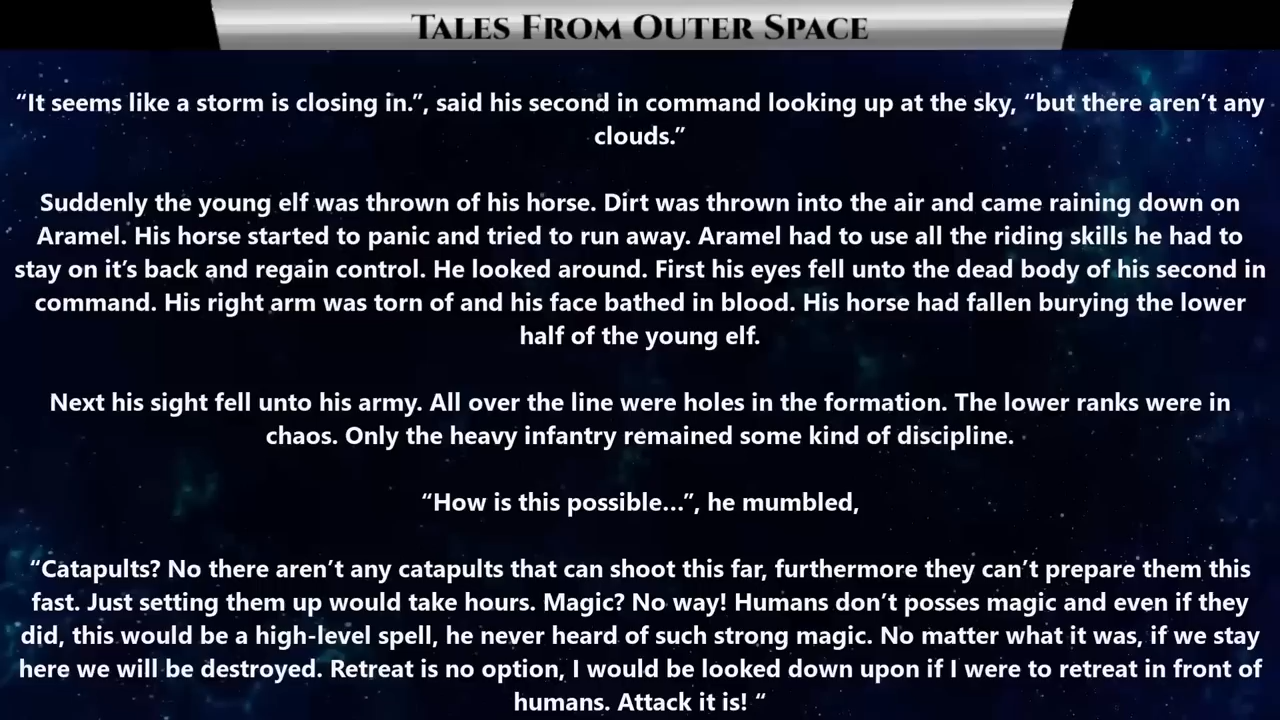 Tales From Outer Space
“It seems like a storm is closing in.”, said his second in command looking up at the sky, “but there aren’t any
clouds.”
Suddenly the young elf was thrown of his horse. Dirt was thrown into the air and came raining down on
Aramel. His horse started to panic and tried to run away. Aramel had to use all the riding skills he had to
stay on it’s back and regain control. He looked around. First his eyes fell unto the dead body of his second in
command. His right arm was torn of and his face bathed in blood. His horse had fallen burying the lower
half of the young elf.
Next his sight fell unto his army. All over the line were holes in the formation. The lower ranks were in
chaos. Only the heavy infantry remained some kind of discipline.
“How is this possible…”, he mumbled,
“Catapults? No there aren’t any catapults that can shoot this far, furthermore they can’t prepare them this
fast. Just setting them up would take hours. Magic? No way! Humans don’t posses magic and even if they
did, this would be a high-level spell, he never heard of such strong magic. No matter what it was, if we stay
here we will be destroyed. Retreat is no option, I would be looked down upon if I were to retreat in front of
humans. Attack it is! “